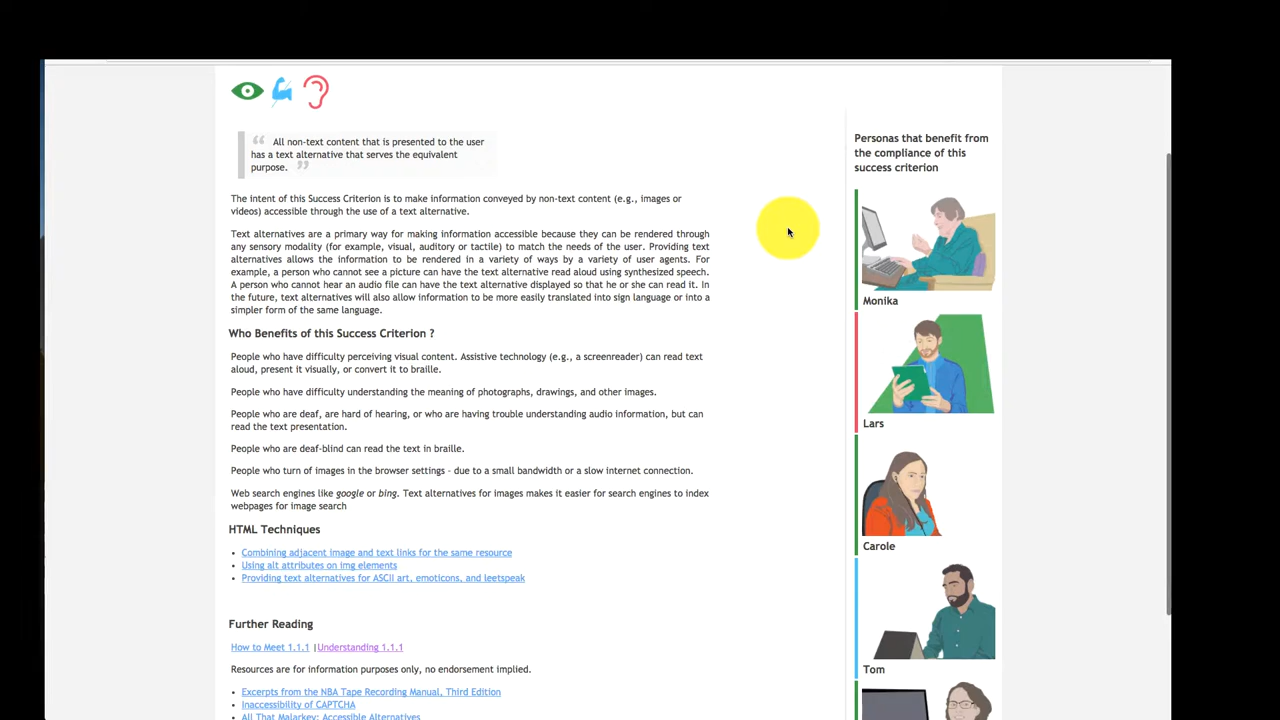 All non-text content that is presented to the user
has a text alternative that serves the equivalent
purpose.
The intent of this Success Criterion is to make information conveyed by non-text content (e.g., images or
videos) accessible through the use of a text alternative.
Text alternatives are a primary way for making information accessible because they can be rendered through
any sensory modality (for example, visual, auditory or tactile) to match the needs of the user. Providing text
alternatives allows the information to be rendered in a variety of ways by a variety of user agents. For
example, a person who cannot see a picture can have the text alternative read aloud using synthesized speech.
A person who cannot hear an audio file can have the text alternative displayed so that he or she can read it. In
the future, text alternatives will also allow information to be more easily translated into sign language or into a
simpler form of the same language.
Who Benefits of this Success Criterion ?
People who have difficulty perceiving visual content. Assistive technology (e.g., a screenreader) can read text
aloud, present it visually, or convert it to braille.
People who have difficulty understanding the meaning of photographs, drawings, and other images.
People who are deaf, are hard of hearing, or who are having trouble understanding audio information, but can
read the text presentation.
People who are deaf-blind can read the text in braille.
People who turn of images in the browser settings - due to a small bandwidth or a slow internet connection.
Web search engines like google or bing. Text alternatives for images makes it easier for search engines to index
webpages for image search
HTML Techniques
• Combining adjacent image and text links for the same resource
• Using alt attributes on img elements
• Providing text alternatives for ASCII art, emoticons, and leetspeak
Further Reading
How to Meet 1.1.1 |Understanding 1.1.1
Resources are for information purposes only, no endorsement implied.
• Excerpts from the NBA Tape Recording Manual, Third Edition
• Inaccessibility of CAPTCHA
• All That Malarkey: Accessible Alternatives
Personas that benefit from
the compliance of this
success criterion
Monika
Lars
Carole
Tom